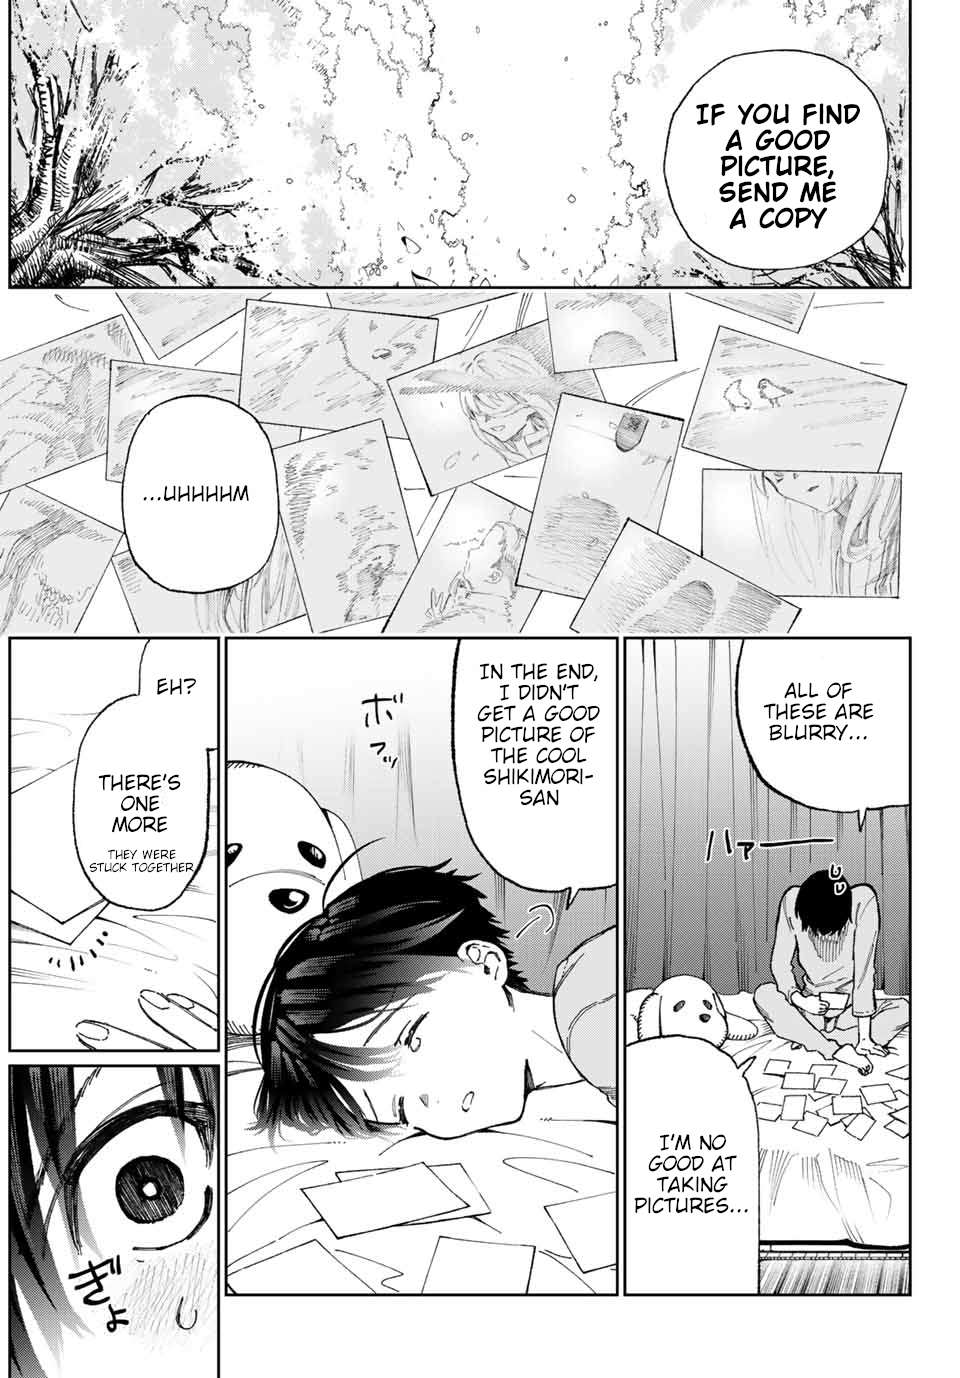 IF YOU FIND
A GOOD
PICTURE,
SEND ME
A COPY
...UHHHHM
ALL OF
THESE ARE
BLURRY...
ハァーー
I'M NO
GOOD AT
TAKING
PICTURES...
IN THE END,
I DIDN'T
GET A GOOD
PICTURE OF
THE COOL
SHIKIMORI-
SAN
ボフッ
EH?
THERE'S
ONE
MORE
THEY WERE
STUCK TOGETHER
ぎょ